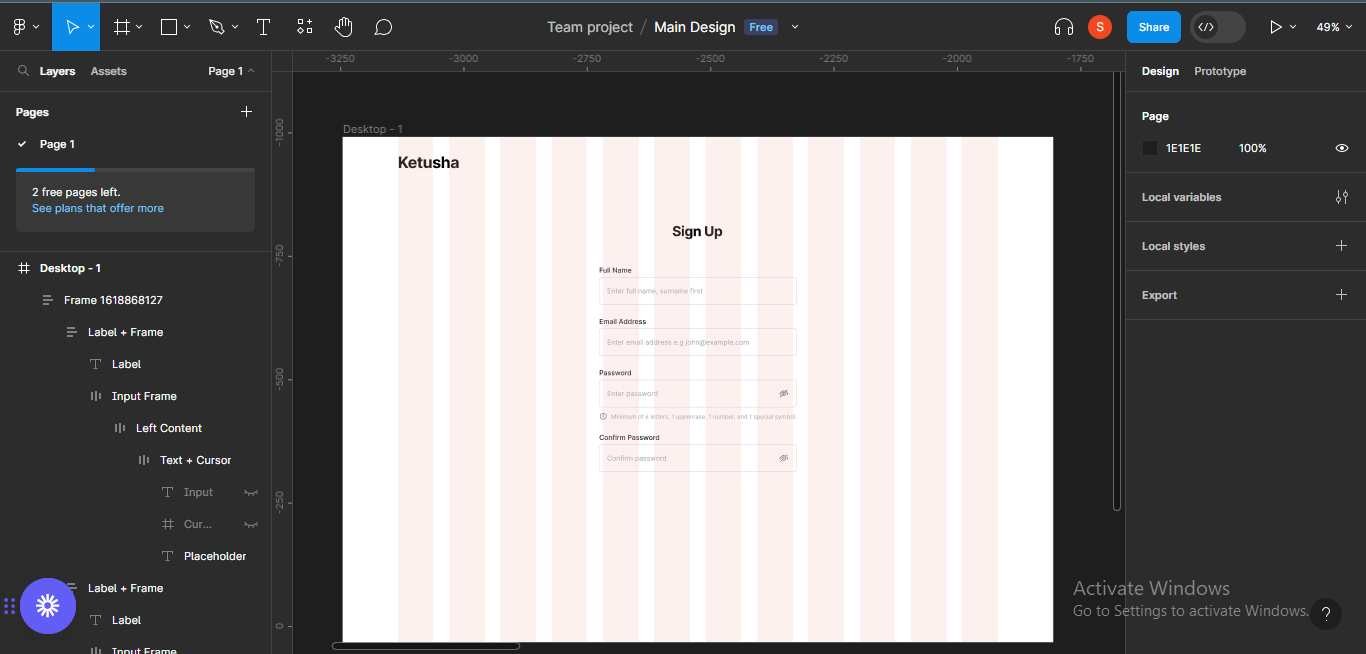 Team project / Main Design Free
S
Share
49%
Layers Assets Page 1
-3250 -3000 -2750 -2500 -2250 -2000 -1750
Design Prototype
Pages
Page 1
2 free pages left.
See plans that offer more
Desktop - 1
Frame 1618868127
Label + Frame
Label
Input Frame
Left Content
Text + Cursor
Input
Cur...
Placeholder
Label + Frame
Label
Input Frame
-1000
-750
-500
-250
0
Desktop - 1
Ketusha
Sign Up
Full Name
Enter full name, surname first
Email Address
Enter email address e.g john@example.com
Password
Enter password
Minimum of 6 letters, 1 uppercase, 1 number, and 1 special symbol.
Confirm Password
Confirm password
Page
1E1E1E 100%
Local variables
Local styles
Export
Activate Windows
Go to Settings to activate Windows.
?